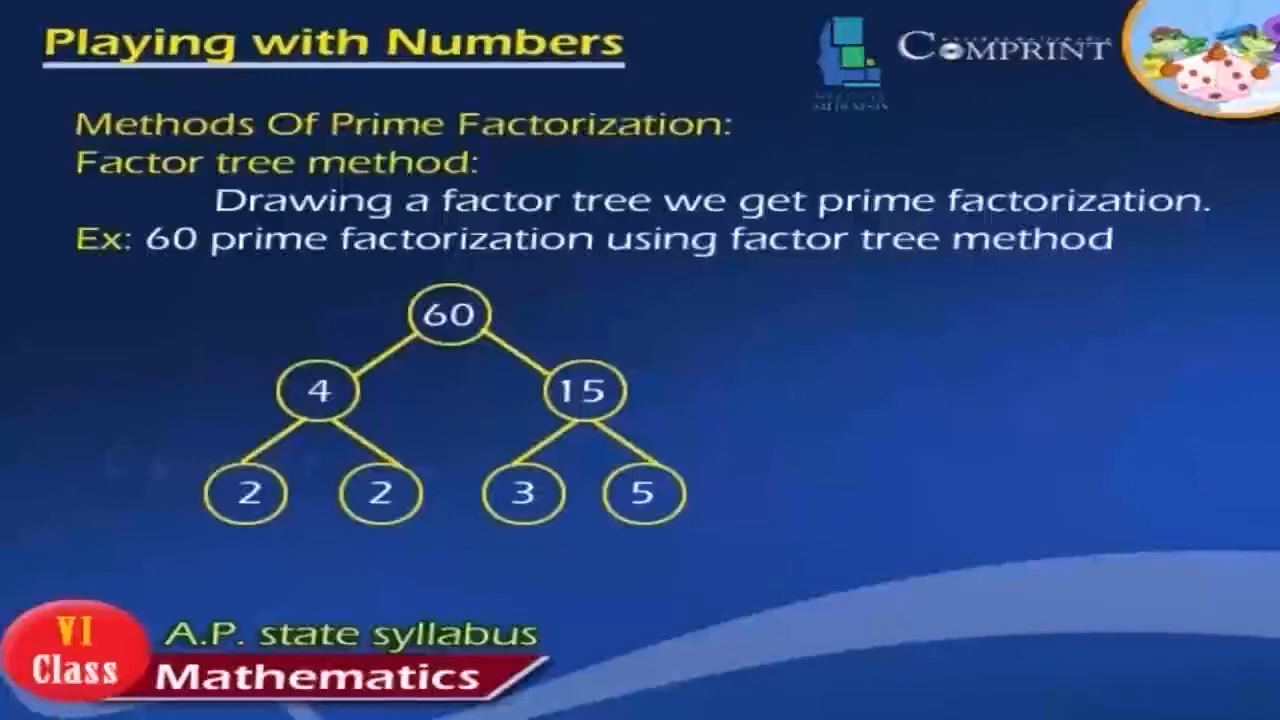 Playing with Numbers
COMPRINT
Methods Of Prime Factorization:
Factor tree method:
Drawing a factor tree we get prime factorization.
Ex: 60 prime factorization using factor tree method
60
4 15
2 2 3 5
VI
Class
A.P. state syllabus
Mathematics